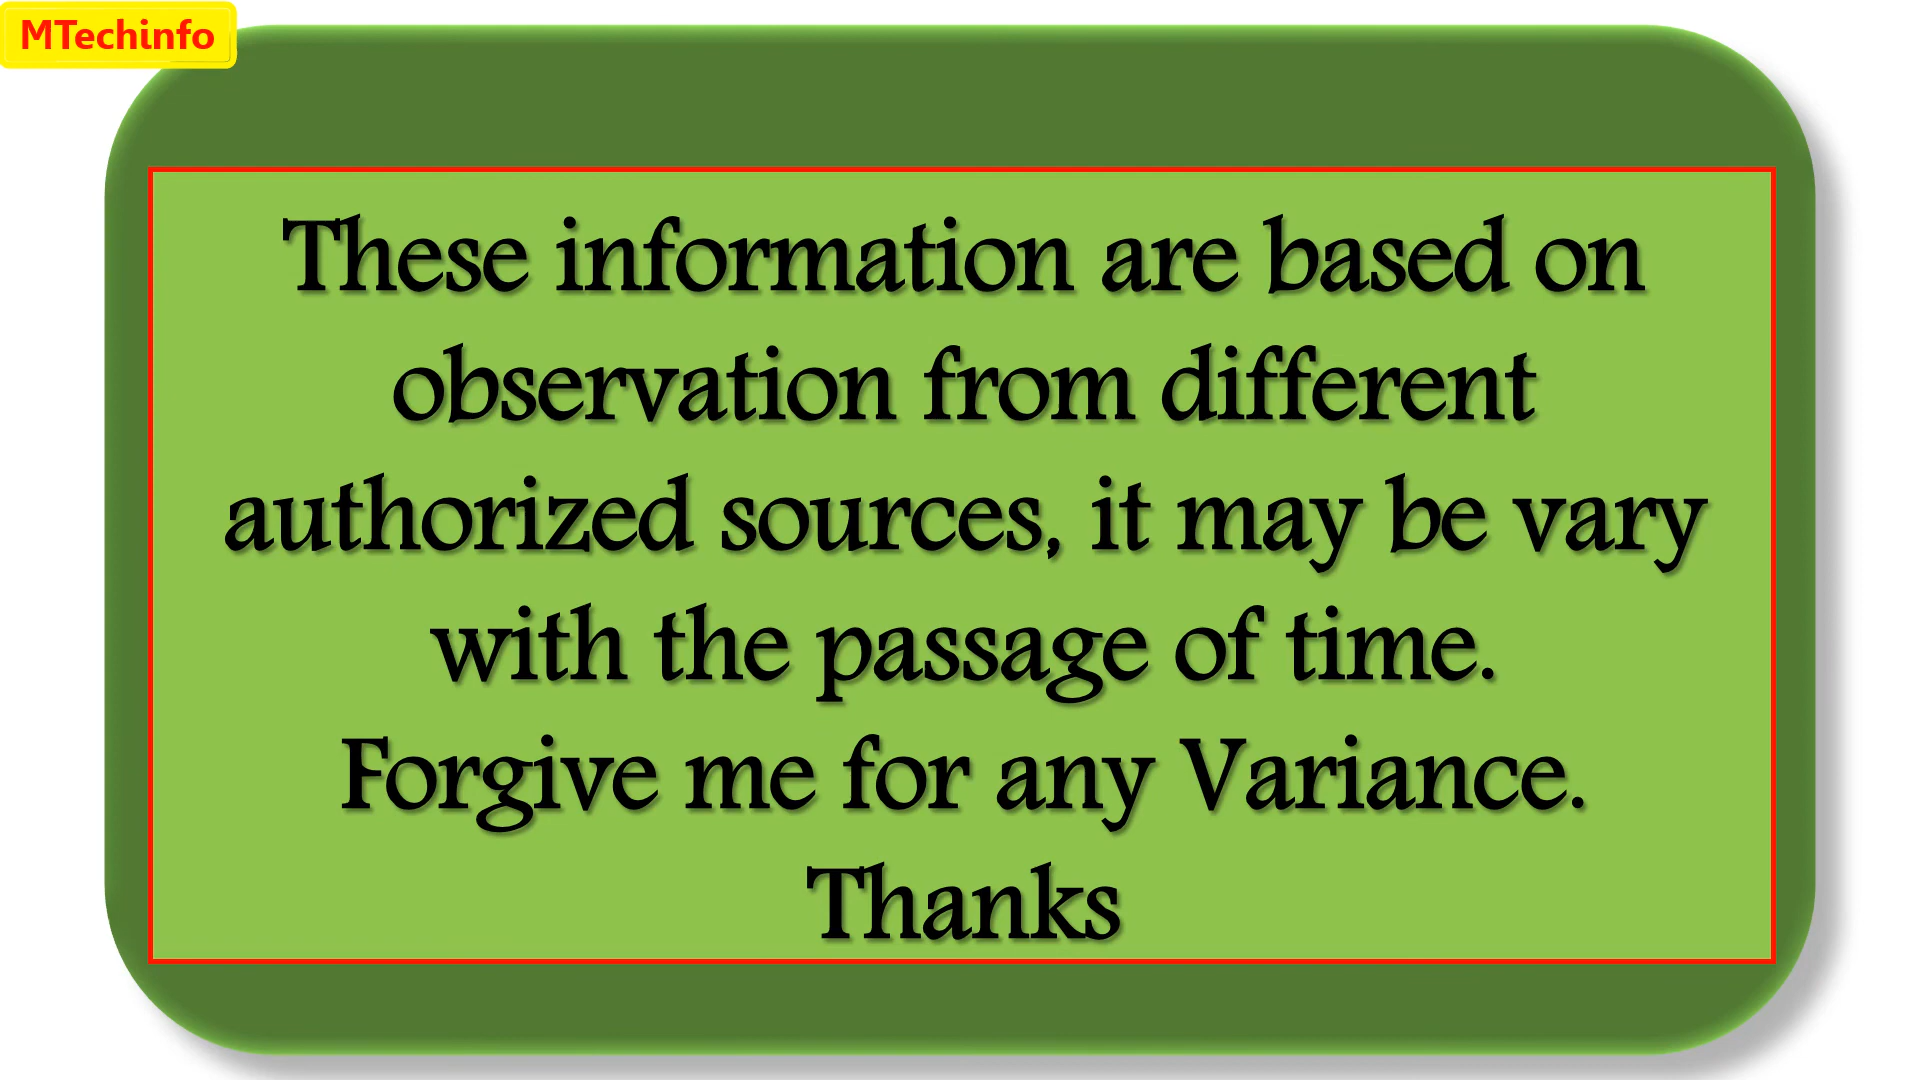 MTechinfo
These information are based on
observation from different
authorized sources, it may be vary
with the passage of time.
Forgive me for any Variance.
Thanks